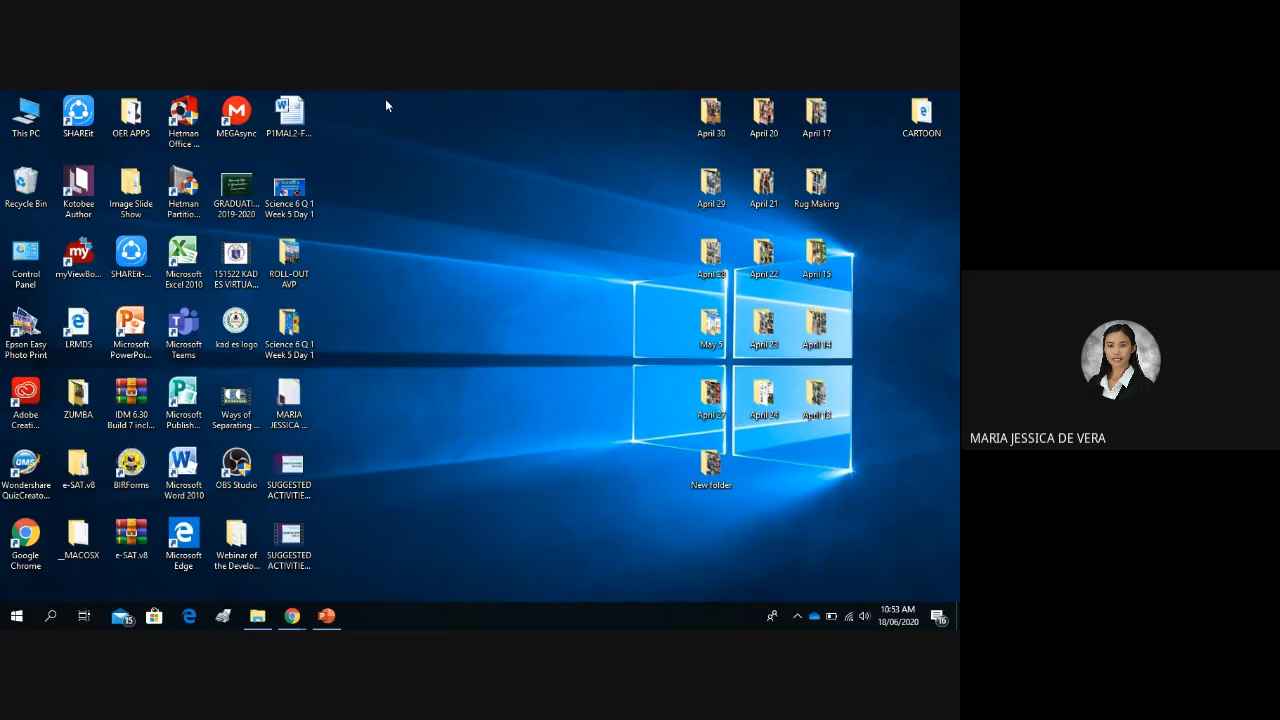 This PC
SHAREit
OER APPS
Hetman
Office ...
MEGAsync
P1MAL2-F...
April 30
April 20
April 17
CARTOON
Recycle Bin
Kotobee
Author
Image Slide
Show
Hetman
Partitio...
GRADUATI...
2019-2020
Science 6 Q 1
Week 5 Day 1
April 29
April 21
Rug Making
Control
Panel
myViewBo...
SHAREit-...
Microsoft
Excel 2010
151522 KAD
ES VIRTUA...
ROLL-OUT
AVP
April 28
April 22
April 15
Epson Easy
Photo Print
LRMDS
Microsoft
PowerPoi...
Microsoft
Teams
kad es logo
Science 6 Q 1
Week 5 Day 1
May 5
April 23
April 14
Adobe
Creati...
ZUMBA
IDM 6.30
Build 7 incl...
Microsoft
Publish...
Ways of
Separating ...
MARIA
JESSICA ...
April 27
April 24
April 13
MARIA JESSICA DE VERA
Wondershare
QuizCreato...
e-SAT.v8
BIRForms
Microsoft
Word 2010
OBS Studio
SUGGESTED
ACTIVITIE...
New folder
Google
Chrome
__MACOSX
e-SAT.v8
Microsoft
Edge
Webinar of
the Develo...
SUGGESTED
ACTIVITIE...
15
10:53 AM
18/06/2020
16